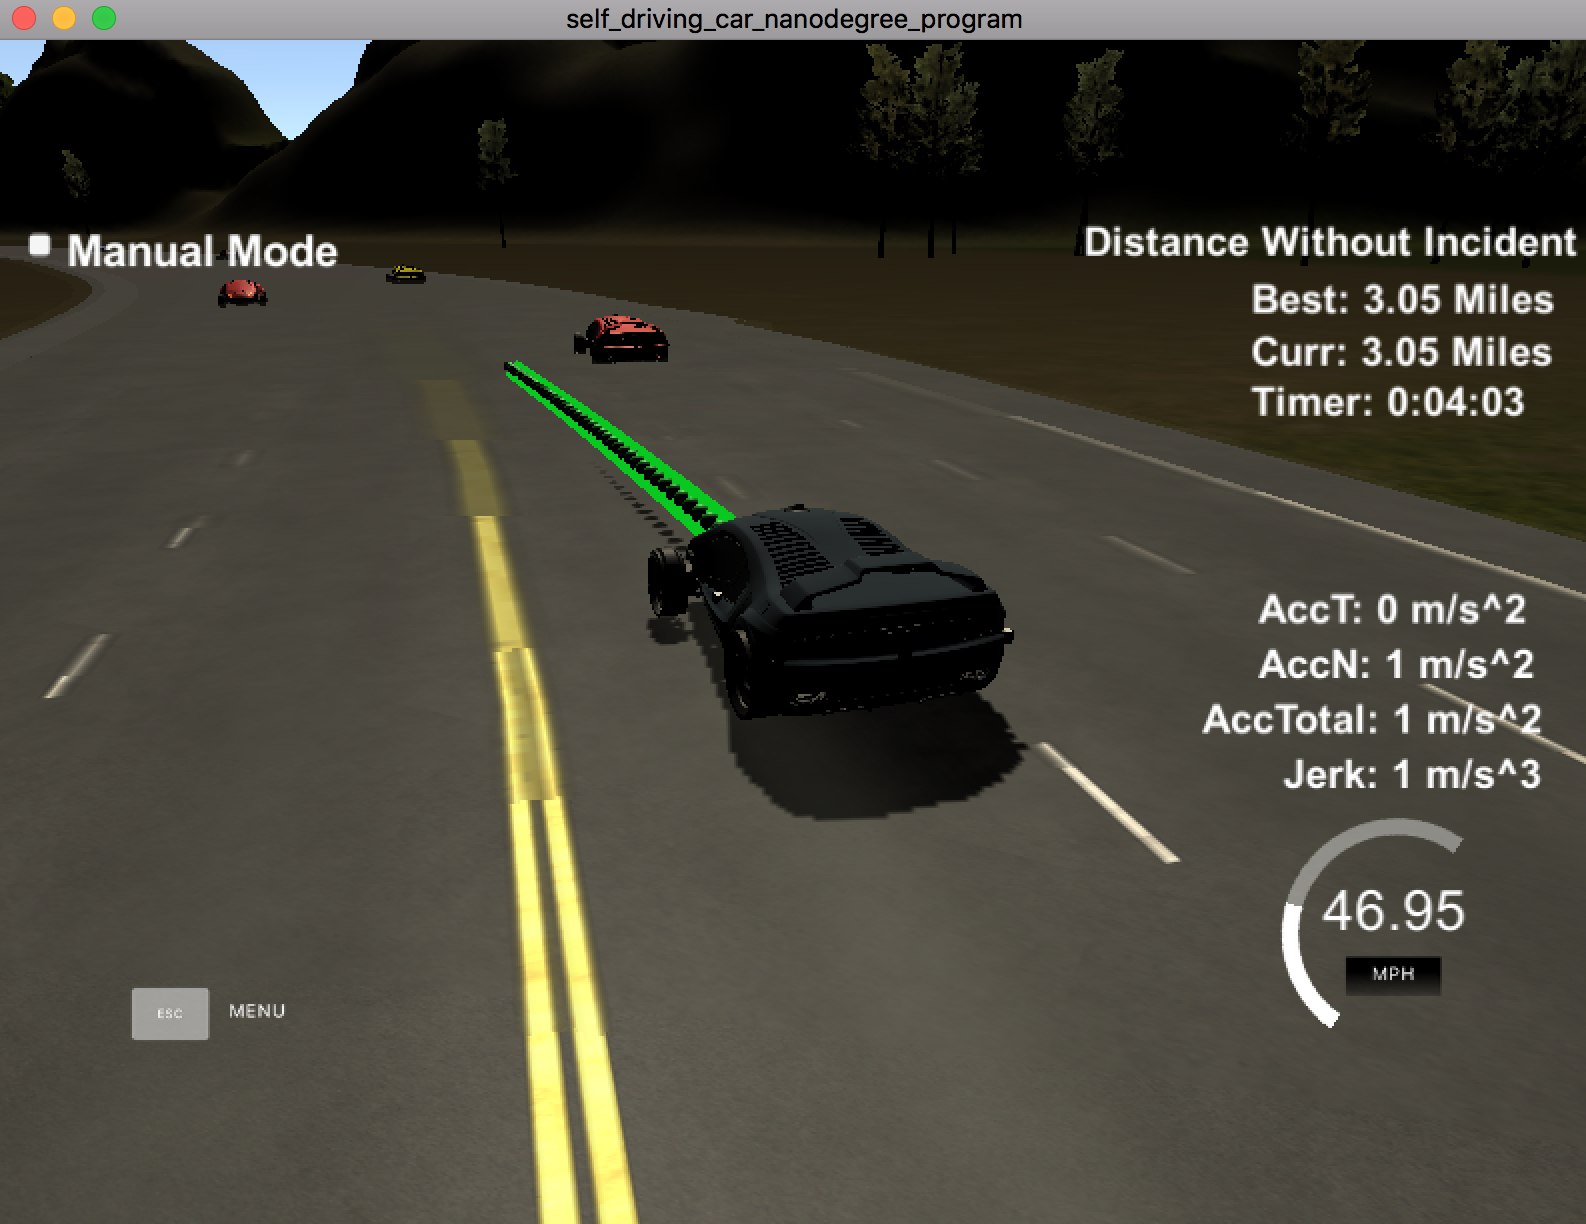 self_driving_car_nanodegree_program
Manual Mode
Distance Without Incident
Best: 3.05 Miles
Curr: 3.05 Miles
Timer: 0:04:03
AccT: 0 m/s^2
AccN: 1 m/s^2
AccTotal: 1 m/s^2
Jerk: 1 m/s^3
46.95
MPH
ESC MENU